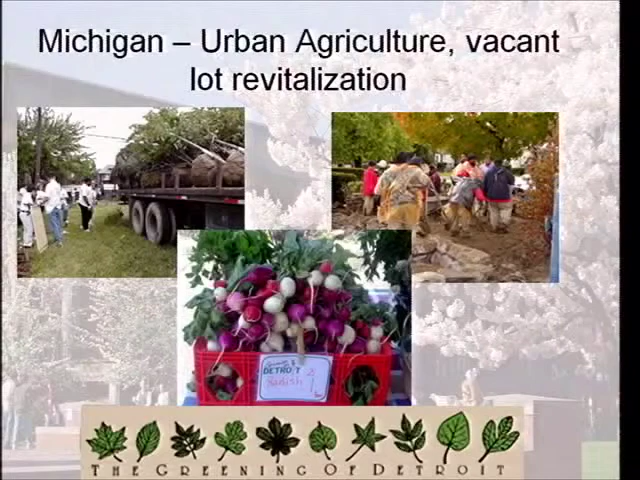 Michigan – Urban Agriculture, vacant
lot revitalization
DETROIT
Radish
THE GREENING OF DETROIT